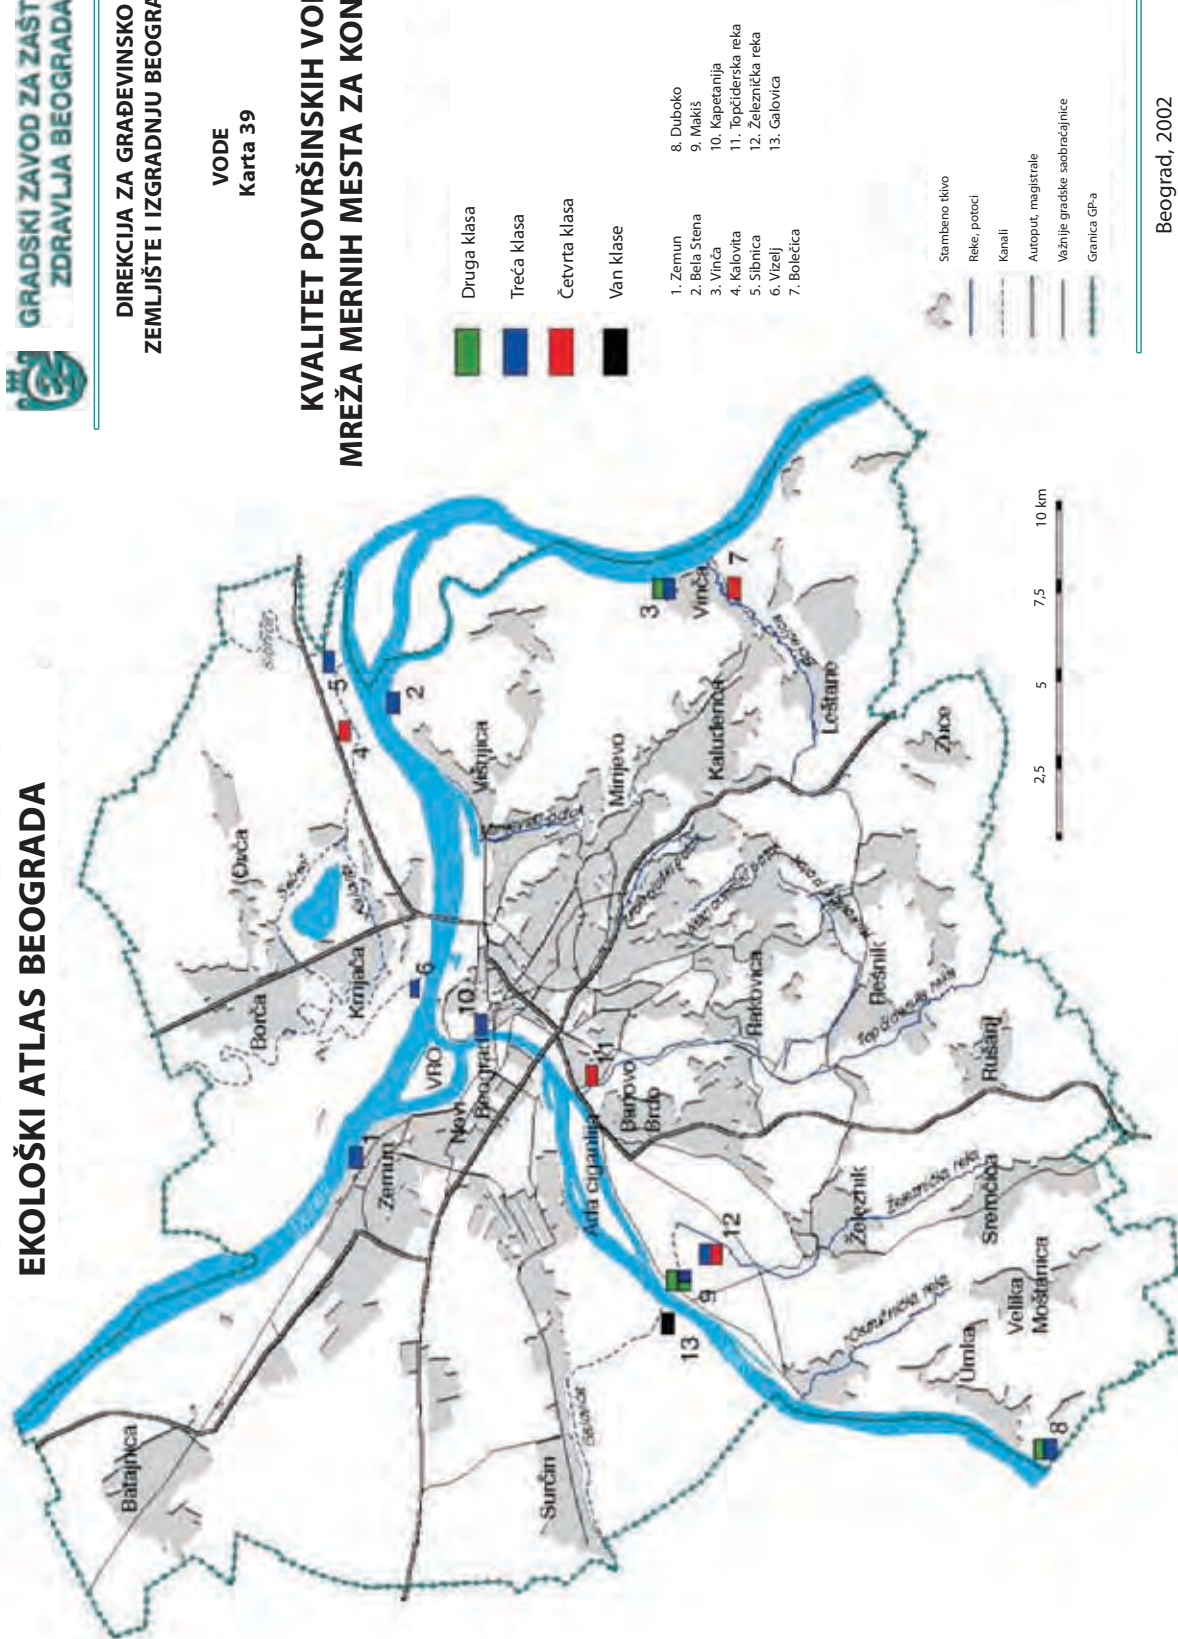 EKOLOŠKI ATLAS BEOGRADA
GRADSKI ZAVOD ZA ZAŠT
ZDRAVLJA BEOGRADA
DIREKCIJA ZA GRAĐEVINSKO
ZEMLJIŠTE I IZGRADNJU BEOGRA
VODE
Karta 39
KVALITET POVRŠINSKIH VO
MREŽA MERNIH MESTA ZA KON
Druga klasa
Treća klasa
Četvrta klasa
Van klase
1. Zemun
2. Bela Stena
3. Vinča
4. Kalovita
5. Sibnica
6. Vizelj
7. Bolečica
8. Duboko
9. Makiš
10. Kapetanija
11. Topčiderska reka
12. Železnička reka
13. Galovica
Stambeno tkivo
Reke, potoci
Kanali
Autoput, magistrale
Važnije gradske saobraćajnice
Granica GP-a
Beograd, 2002
2,5
5
7,5
10 km
Batajnica
Zemun
Novi
Beograd
VRO
Surčin
Borča
Ovča
Krnjača
Višnjica
Mirijevo
Kaluđerica
Vinča
Leštane
Zuce
Ada Ciganlija
Banovo
Brdo
Rakovica
Resnik
Topčiderska reka
Rušanj
Železnik
Železnička reka
Sremčica
Velika
Moštanica
Umka
Ostružnička reka
Galovica
Sibnica
1
2
3
4
5
6
7
8
9
10
11
12
13